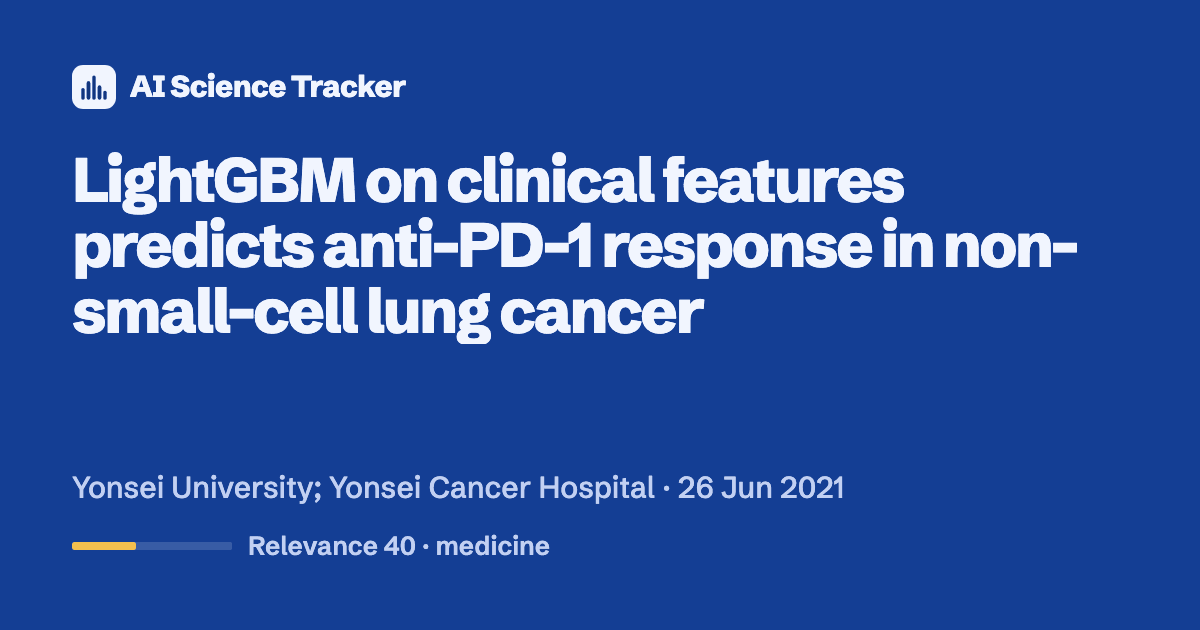 AI Science Tracker
LightGBM on clinical features
predicts anti-PD-1 response in non-
small-cell lung cancer
Yonsei University; Yonsei Cancer Hospital · 26 Jun 2021
Relevance 40 · medicine